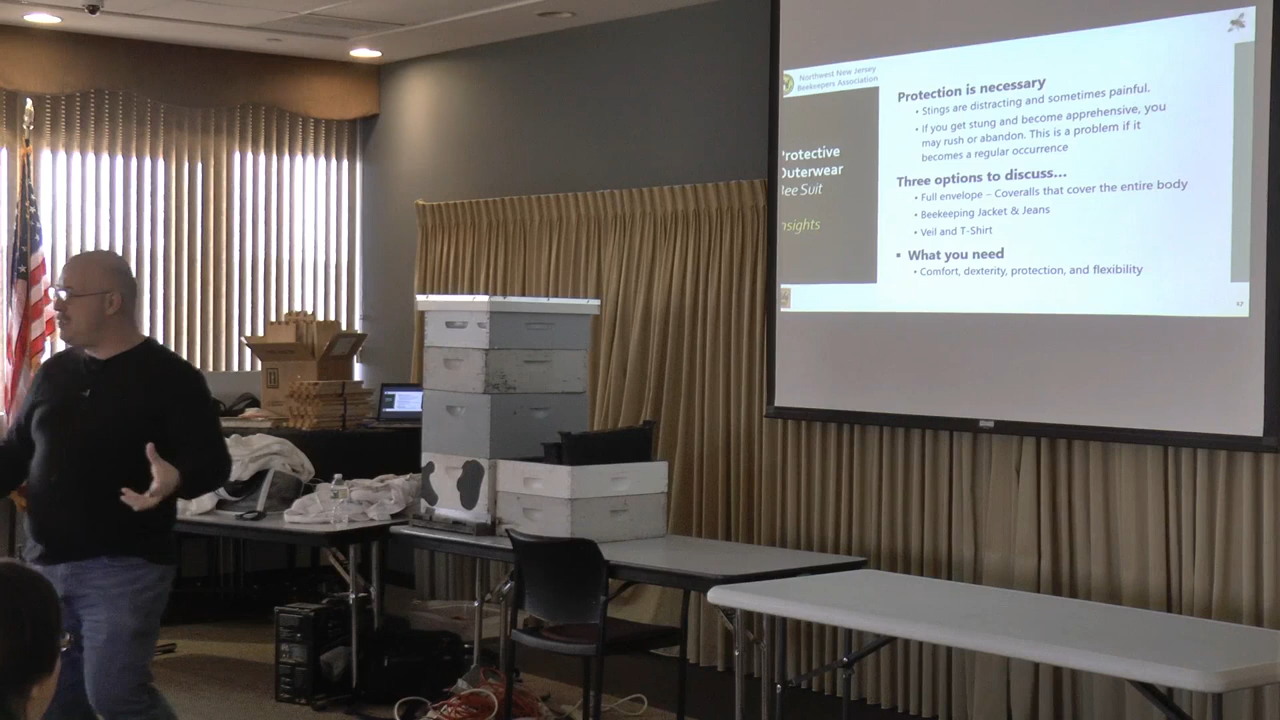 Northwest New Jersey
Beekeepers Association
Protective
Outerwear
Bee Suit
Insights
Protection is necessary
• Stings are distracting and sometimes painful.
• If you get stung and become apprehensive, you
may rush or abandon. This is a problem if it
becomes a regular occurrence
Three options to discuss...
• Full envelope – Coveralls that cover the entire body
• Beekeeping Jacket & Jeans
• Veil and T-Shirt
▪ What you need
• Comfort, dexterity, protection, and flexibility